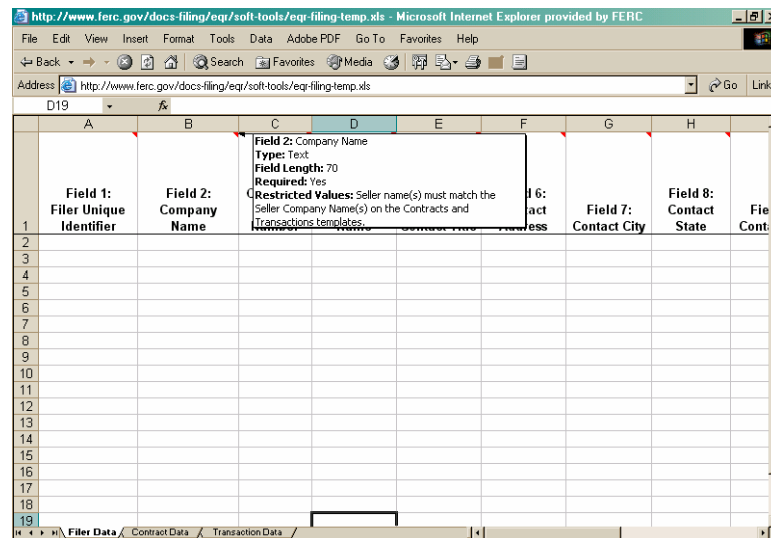 http://www.ferc.gov/docs-filing/eqr/soft-tools/eqr-filing-temp.xls - Microsoft Internet Explorer provided by FERC
File Edit View Insert Format Tools Data Adobe PDF Go To Favorites Help
Back Search Favorites Media
Address http://www.ferc.gov/docs-filing/eqr/soft-tools/eqr-filing-temp.xls Go Link
D19 fx
A B C D E F G H
Field 1:
Filer Unique
Identifier
Field 2:
Company
Name
Field 2: Company Name
Type: Text
Field Length: 70
Required: Yes
Restricted Values: Seller name(s) must match the
Seller Company Name(s) on the Contracts and
Transactions templates.
d 6:
tact
Field 7:
Contact City
Field 8:
Contact
State
Fie
Cont
1
2
3
4
5
6
7
8
9
10
11
12
13
14
15
16
17
18
19
Filer Data Contract Data Transaction Data